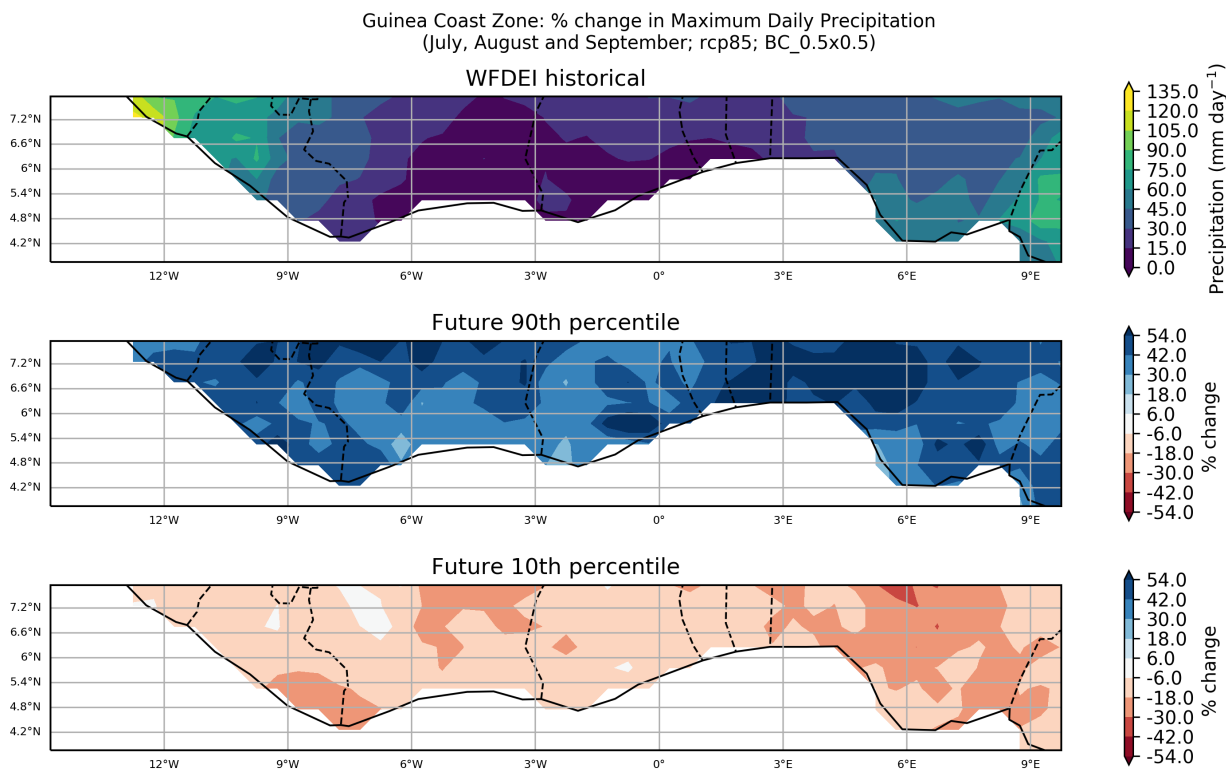 Guinea Coast Zone: % change in Maximum Daily Precipitation
(July, August and September; rcp85; BC_0.5x0.5)
WFDEI historical
7.2°N
6.6°N
6°N
5.4°N
4.8°N
4.2°N
12°W 9°W 6°W 3°W 0° 3°E 6°E 9°E
135.0
120.0
105.0
90.0
75.0
60.0
45.0
30.0
15.0
0.0
Precipitation (mm day⁻¹)
Future 90th percentile
7.2°N
6.6°N
6°N
5.4°N
4.8°N
4.2°N
12°W 9°W 6°W 3°W 0° 3°E 6°E 9°E
54.0
42.0
30.0
18.0
6.0
-6.0
-18.0
-30.0
-42.0
-54.0
% change
Future 10th percentile
7.2°N
6.6°N
6°N
5.4°N
4.8°N
4.2°N
12°W 9°W 6°W 3°W 0° 3°E 6°E 9°E
54.0
42.0
30.0
18.0
6.0
-6.0
-18.0
-30.0
-42.0
-54.0
% change